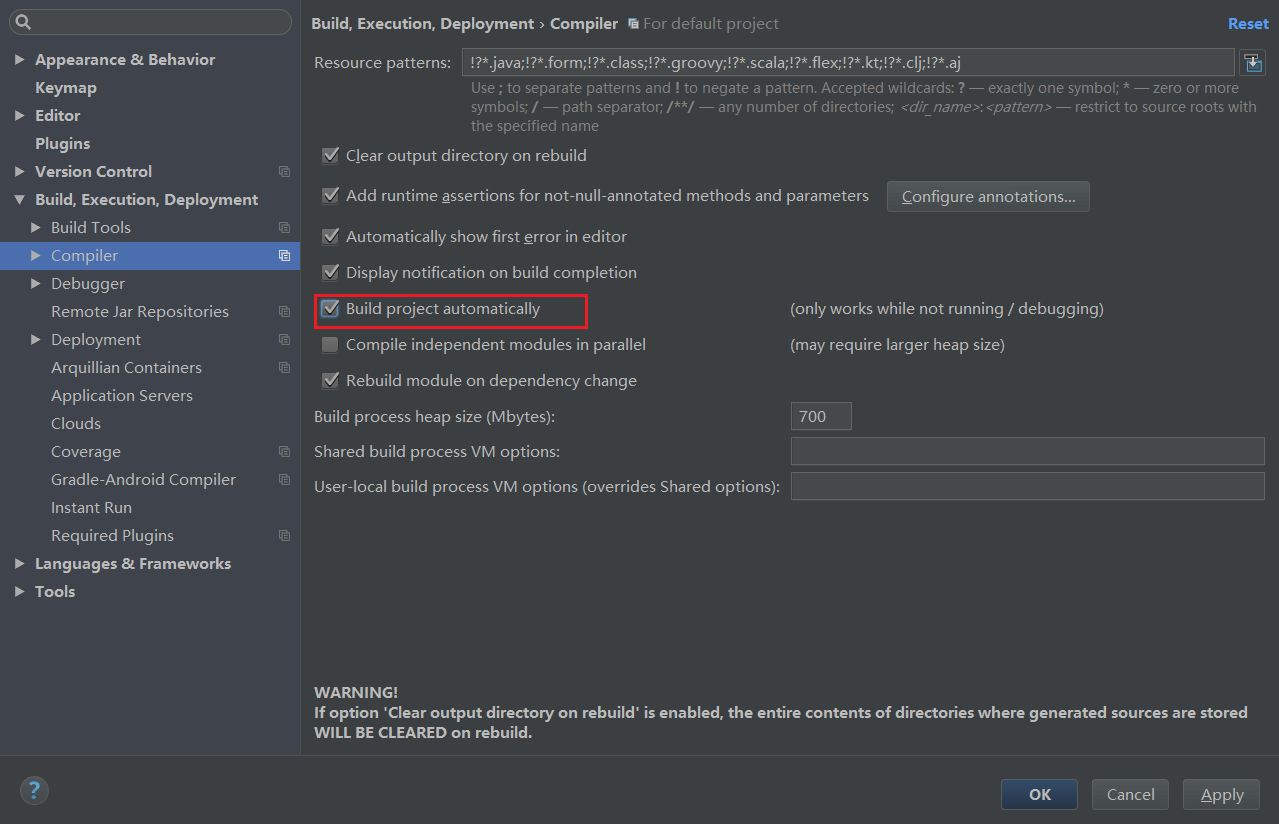 Appearance & Behavior
Keymap
Editor
Plugins
Version Control
Build, Execution, Deployment
Build Tools
Compiler
Debugger
Remote Jar Repositories
Deployment
Arquillian Containers
Application Servers
Clouds
Coverage
Gradle-Android Compiler
Instant Run
Required Plugins
Languages & Frameworks
Tools
Build, Execution, Deployment › Compiler For default project Reset
Resource patterns: !?*.java;!?*.form;!?*.class;!?*.groovy;!?*.scala;!?*.flex;!?*.kt;!?*.clj;!?*.aj
Use ; to separate patterns and ! to negate a pattern. Accepted wildcards: ? — exactly one symbol; * — zero or more
symbols; / — path separator; /**/ — any number of directories; <dir_name>:<pattern> — restrict to source roots with
the specified name
Clear output directory on rebuild
Add runtime assertions for not-null-annotated methods and parameters Configure annotations...
Automatically show first error in editor
Display notification on build completion
Build project automatically (only works while not running / debugging)
Compile independent modules in parallel (may require larger heap size)
Rebuild module on dependency change
Build process heap size (Mbytes): 700
Shared build process VM options:
User-local build process VM options (overrides Shared options):
WARNING!
If option 'Clear output directory on rebuild' is enabled, the entire contents of directories where generated sources are stored
WILL BE CLEARED on rebuild.
? OK Cancel Apply